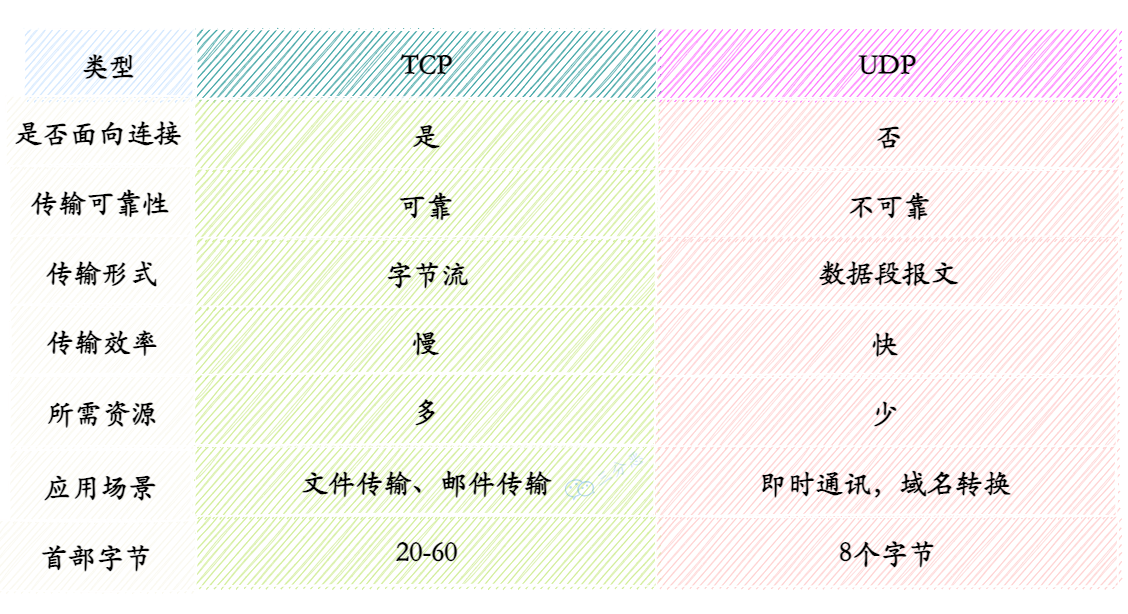 类型 TCP UDP
是否面向连接 是 否
传输可靠性 可靠 不可靠
传输形式 字节流 数据段报文
传输效率 慢 快
所需资源 多 少
应用场景 文件传输、邮件传输 三分恶 即时通讯，域名转换
首部字节 20-60 8个字节